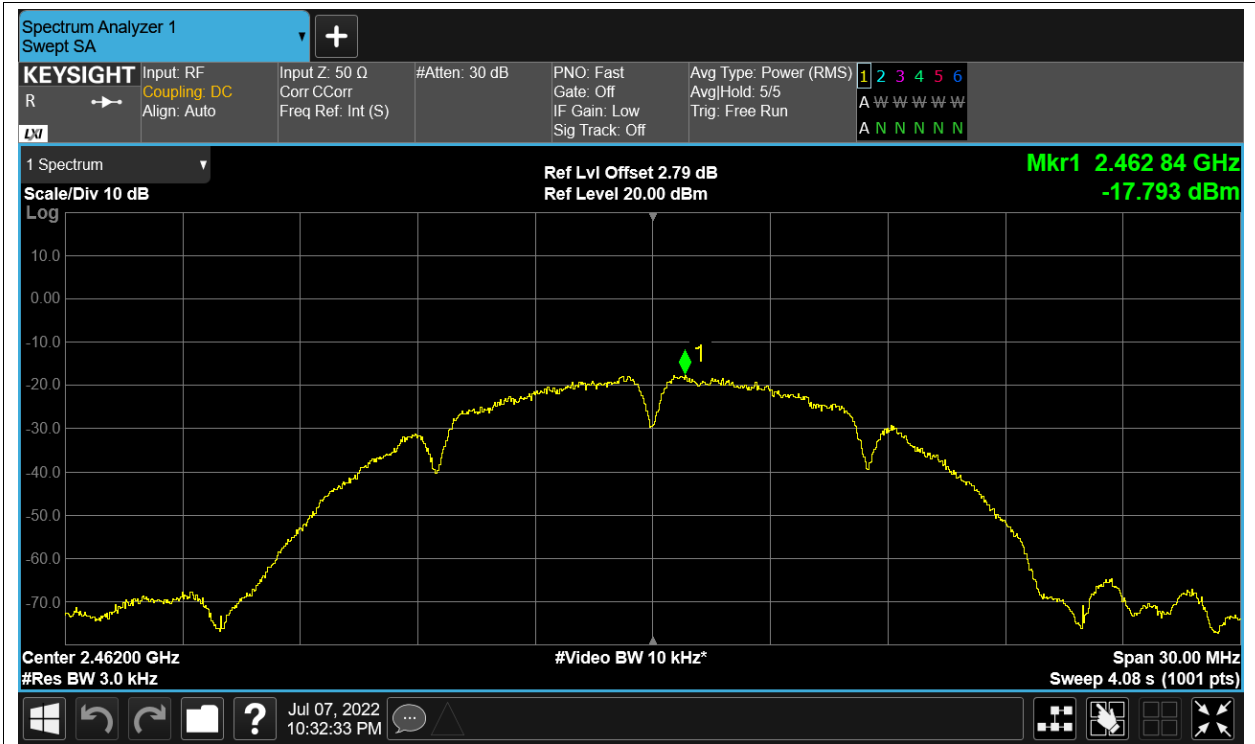 Spectrum Analyzer 1
Swept SA
KEYSIGHT
R
LXI
Input: RF
Coupling: DC
Align: Auto
Input Z: 50 Ω
Corr CCorr
Freq Ref: Int (S)
#Atten: 30 dB
PNO: Fast
Gate: Off
IF Gain: Low
Sig Track: Off
Avg Type: Power (RMS)
Avg|Hold: 5/5
Trig: Free Run
1 2 3 4 5 6
A W W W W W
A N N N N N
1 Spectrum
Scale/Div 10 dB
Log
Ref Lvl Offset 2.79 dB
Ref Level 20.00 dBm
Mkr1 2.462 84 GHz
-17.793 dBm
10.0
0.00
-10.0
1
-20.0
-30.0
-40.0
-50.0
-60.0
-70.0
Center 2.46200 GHz
#Res BW 3.0 kHz
#Video BW 10 kHz*
Span 30.00 MHz
Sweep 4.08 s (1001 pts)
?
Jul 07, 2022
10:32:33 PM